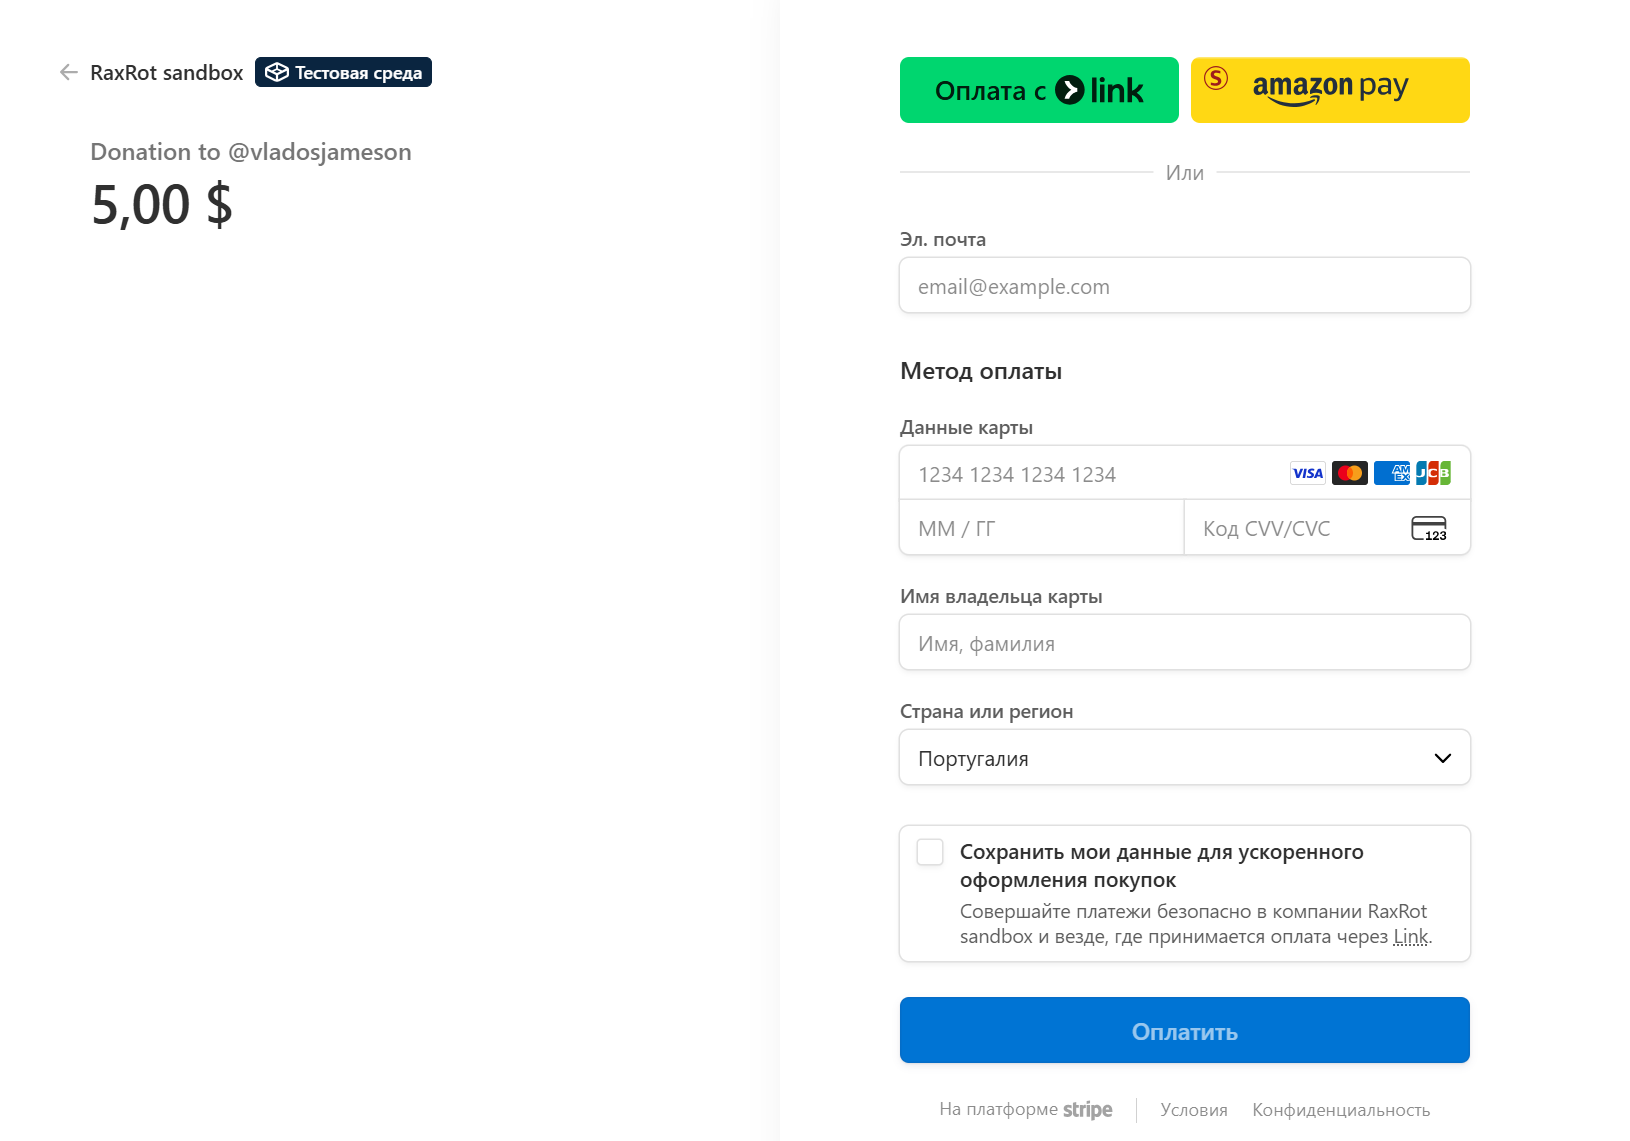 RaxRot sandbox Тестовая среда
Donation to @vladosjameson
5,00 $
Оплата с link
S amazon pay
Или
Эл. почта
email@example.com
Метод оплаты
Данные карты
1234 1234 1234 1234 VISA AMEX JCB
ММ / ГГ
Код CVV/CVC 123
Имя владельца карты
Имя, фамилия
Страна или регион
Португалия
Сохранить мои данные для ускоренного
оформления покупок
Совершайте платежи безопасно в компании RaxRot
sandbox и везде, где принимается оплата через Link.
Оплатить
На платформе stripe Условия Конфиденциальность